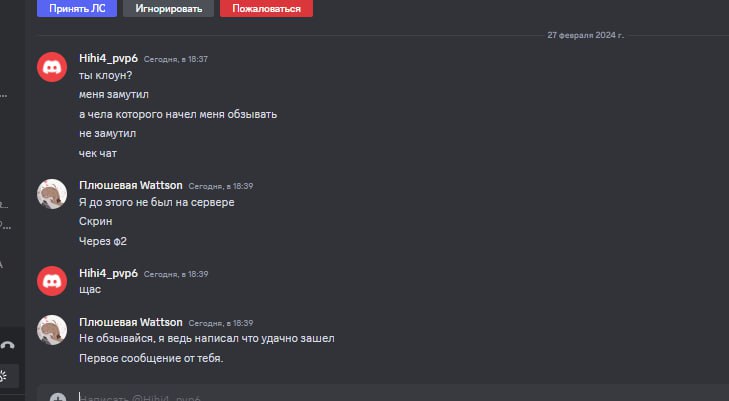 Принять ЛС Игнорировать Пожаловаться
27 февраля 2024 г.
Hihi4_pvp6 Сегодня, в 18:37
ты клоун?
меня замутил
а чела которого начел меня обзывать
не замутил
чек чат
Плюшевая Wattson Сегодня, в 18:39
Я до этого не был на сервере
Скрин
Через ф2
Hihi4_pvp6 Сегодня, в 18:39
щас
Плюшевая Wattson Сегодня, в 18:39
Не обзывайся, я ведь написал что удачно зашел
Первое сообщение от тебя.
Написать @Hihi4_pvp6